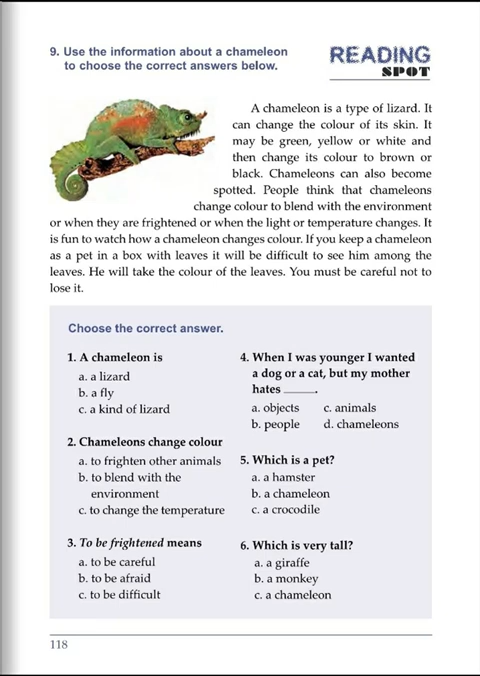 9. Use the information about a chameleon
to choose the correct answers below.
READING
SPOT
A chameleon is a type of lizard. It
can change the colour of its skin. It
may be green, yellow or white and
then change its colour to brown or
black. Chameleons can also become
spotted. People think that chameleons
change colour to blend with the environment
or when they are frightened or when the light or temperature changes. It
is fun to watch how a chameleon changes colour. If you keep a chameleon
as a pet in a box with leaves it will be difficult to see him among the
leaves. He will take the colour of the leaves. You must be careful not to
lose it.
Choose the correct answer.
1. A chameleon is
a. a lizard
b. a fly
c. a kind of lizard
2. Chameleons change colour
a. to frighten other animals
b. to blend with the
environment
c. to change the temperature
3. To be frightened means
a. to be careful
b. to be afraid
c. to be difficult
4. When I was younger I wanted
a dog or a cat, but my mother
hates ______.
a. objects c. animals
b. people d. chameleons
5. Which is a pet?
a. a hamster
b. a chameleon
c. a crocodile
6. Which is very tall?
a. a giraffe
b. a monkey
c. a chameleon
118